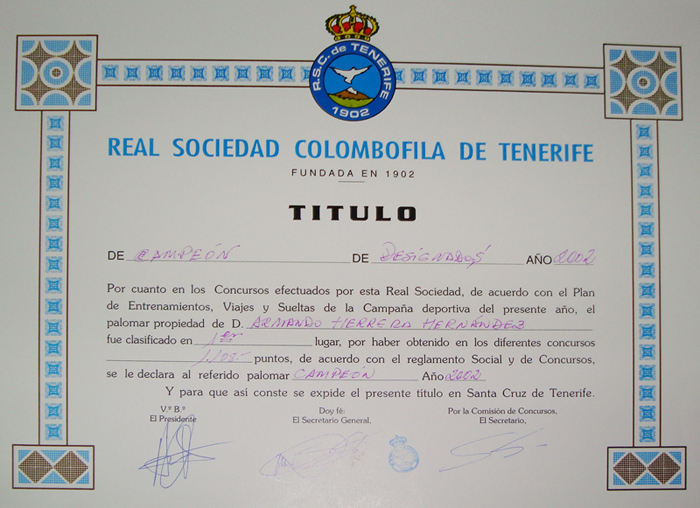 R.S.C. de TENERIFE
1902
REAL SOCIEDAD COLOMBOFILA DE TENERIFE
FUNDADA EN 1902
TITULO
DE CAMPEÓN DE DESIGNADOS AÑO 2002
Por cuanto en los Concursos efectuados por esta Real Sociedad, de acuerdo con el Plan
de Entrenamientos, Viajes y Sueltas de la Campaña deportiva del presente año, el
palomar propiedad de D. ARMANDO HERRERA HERNÁNDEZ
fue clasificado en 1er lugar, por haber obtenido en los diferentes concursos
puntos, de acuerdo con el reglamento Social y de Concursos,
se le declara al referido palomar CAMPEÓN Año 2002
Y para que así conste se expide el presente título en Santa Cruz de Tenerife.
V.º B.º Doy fé: Por la Comisión de Concursos,
El Presidente El Secretario General, El Secretario,